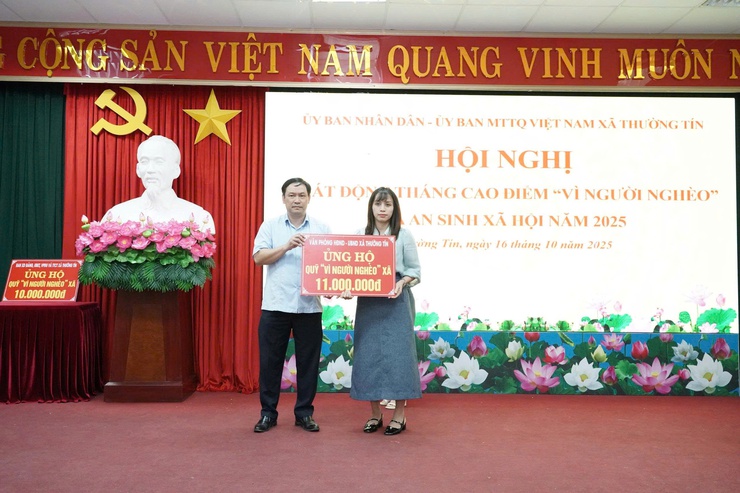 CỘNG SẢN VIỆT NAM QUANG VINH MUÔN N
ỦY BAN NHÂN DÂN - ỦY BAN MTTQ VIỆT NAM XÃ THƯỜNG TÍN
HỘI NGHỊ
ÁT ĐỘN THÁNG CAO ĐIỂM “VÌ NGƯỜI NGHÈO”
AN SINH XÃ HỘI NĂM 2025
Tín, ngày 16 tháng 10 năm 2025
VĂN PHÒNG HĐND - UBND XÃ THƯỜNG TÍN
ỦNG HỘ
QUỸ "VÌ NGƯỜI NGHÈO" XÃ
11.000.000đ
ỦNG HỘ
QUỸ "VÌ NGƯỜI NGHÈO" XÃ
10.000.000đ